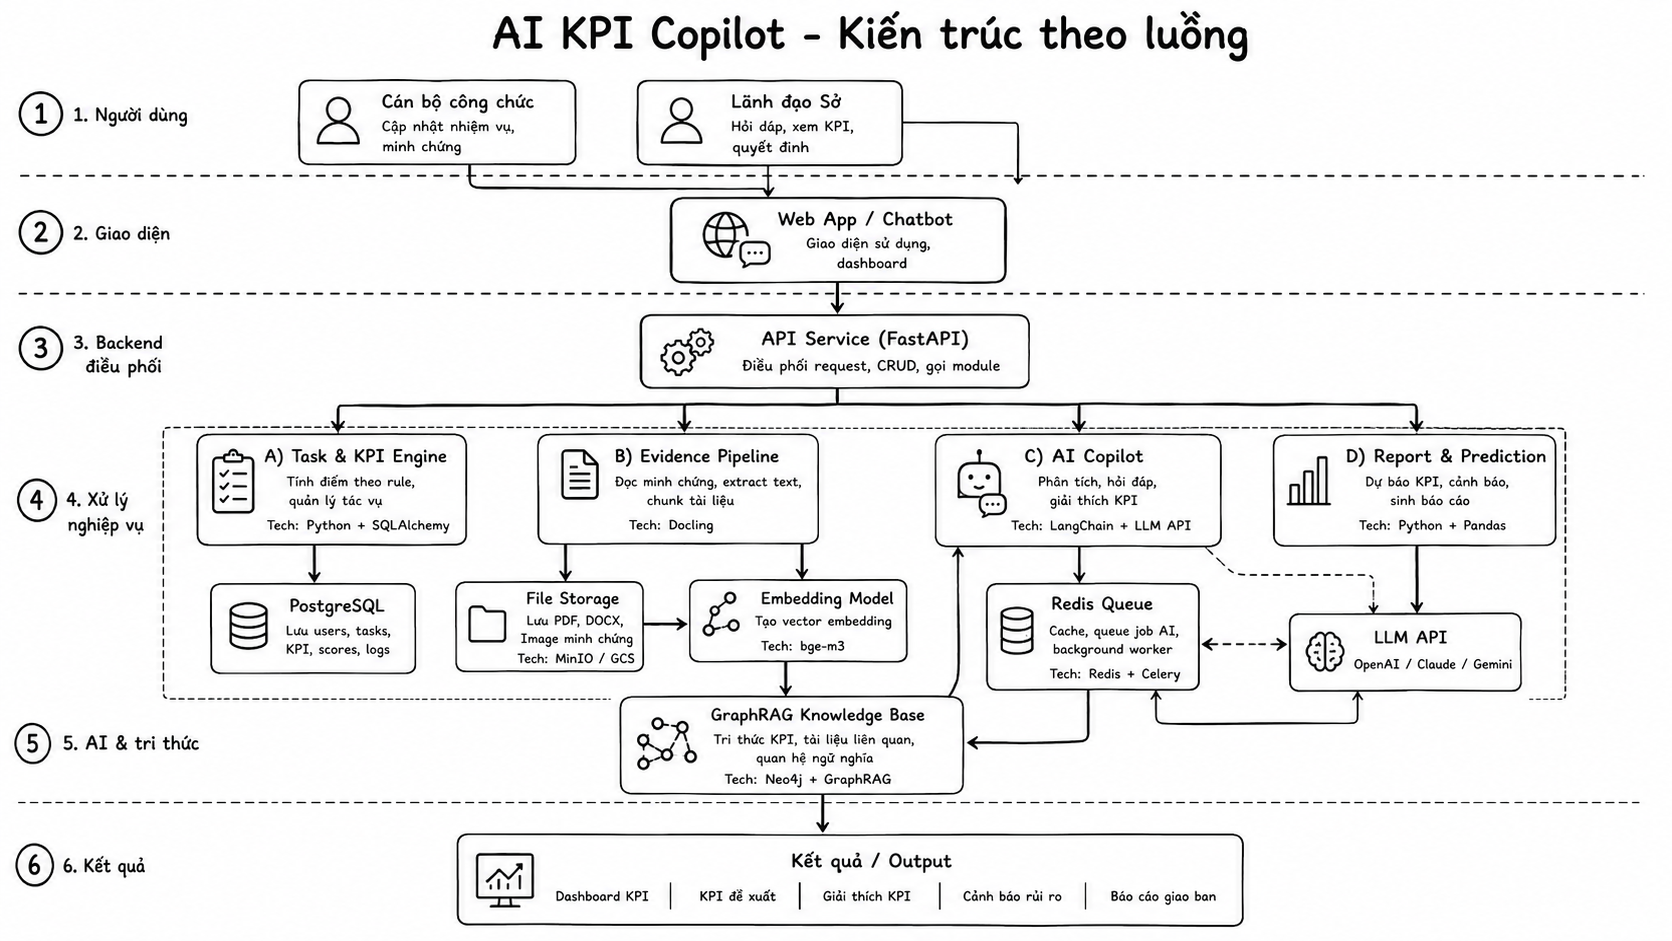 AI KPI Copilot - Kiến trúc theo luồng
1
1. Người dùng
Cán bộ công chức
Cập nhật nhiệm vụ,
minh chứng
Lãnh đạo Sở
Hỏi dáp, xem KPI,
quyết định
2
2. Giao diện
Web App / Chatbot
Giao diện sử dụng,
dashboard
3
3. Backend
điều phối
API Service (FastAPI)
Điều phối request, CRUD, gọi module
4
4. Xử lý
nghiệp vụ
A) Task & KPI Engine
Tính điểm theo rule,
quản lý tác vụ
Tech: Python + SQLAlchemy
B) Evidence Pipeline
Đọc minh chứng, extract text,
chunk tài liệu
Tech: Docling
C) AI Copilot
Phân tích, hỏi đáp,
giải thích KPI
Tech: LangChain + LLM API
D) Report & Prediction
Dự báo KPI, cảnh báo,
sinh báo cáo
Tech: Python + Pandas
PostgreSQL
Lưu users, tasks,
KPI, scores, logs
File Storage
Lưu PDF, DOCX,
Image minh chứng
Tech: MinIO / GCS
Embedding Model
Tạo vector embedding
Tech: bge-m3
Redis Queue
Cache, queue job AI,
background worker
Tech: Redis + Celery
LLM API
OpenAI / Claude / Gemini
5
5. AI & tri thức
GraphRAG Knowledge Base
Tri thức KPI, tài liệu liên quan,
quan hệ ngữ nghĩa
Tech: Neo4j + GraphRAG
6
6. Kết quả
Kết quả / Output
Dashboard KPI
KPI đề xuất
Giải thích KPI
Cảnh báo rủi ro
Báo cáo giao ban